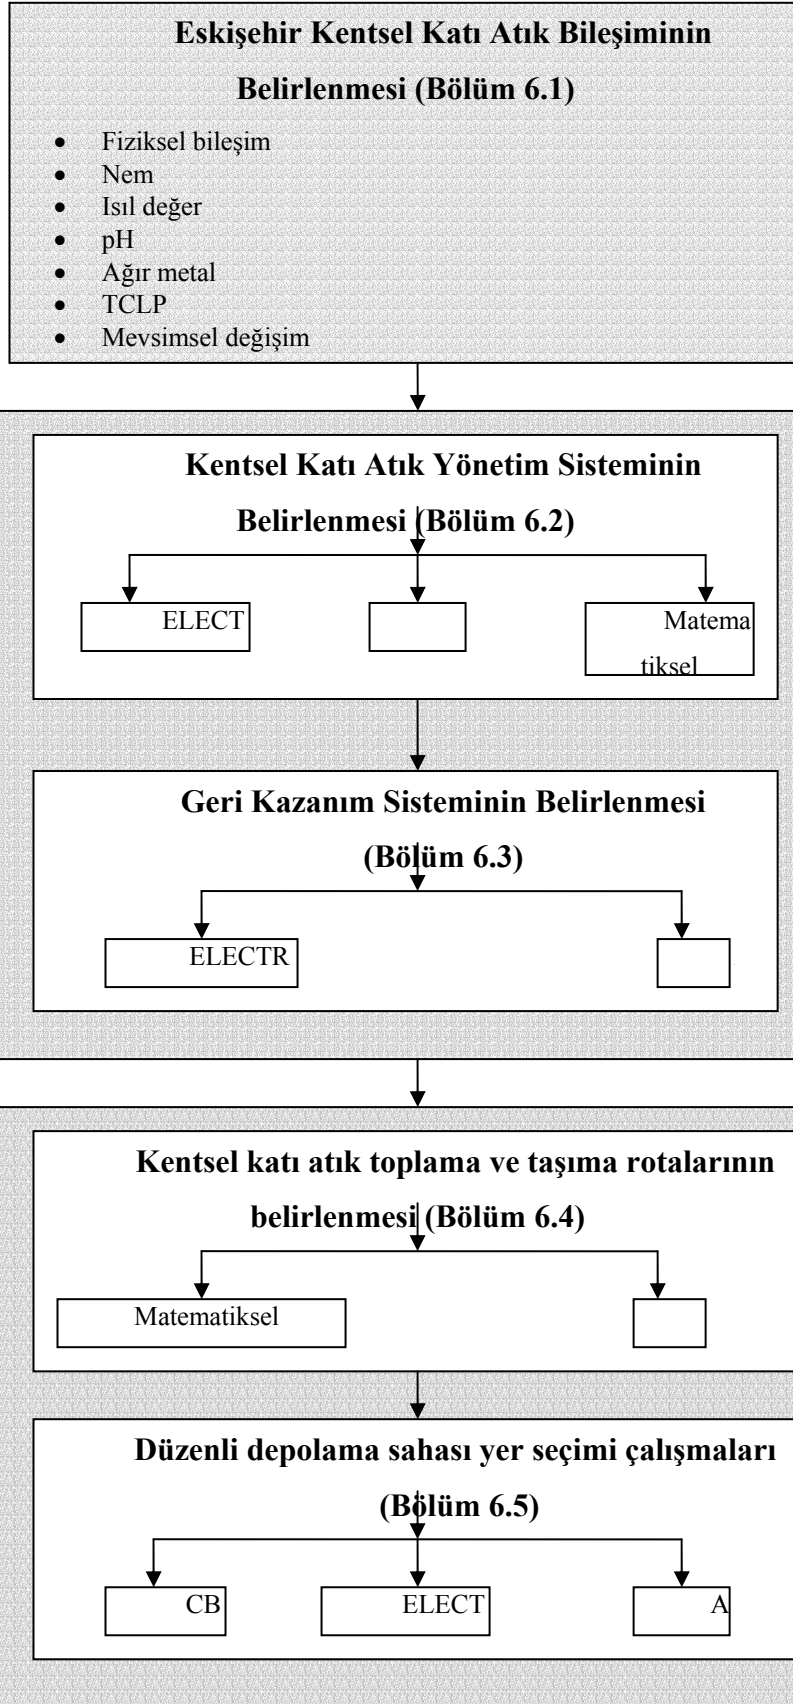 Eskişehir Kentsel Katı Atık Bileşiminin
Belirlenmesi (Bölüm 6.1)
• Fiziksel bileşim
• Nem
• Isıl değer
• pH
• Ağır metal
• TCLP
• Mevsimsel değişim
Kentsel Katı Atık Yönetim Sisteminin
Belirlenmesi (Bölüm 6.2)
ELECT
Matema
tiksel
Geri Kazanım Sisteminin Belirlenmesi
(Bölüm 6.3)
ELECTR
Kentsel katı atık toplama ve taşıma rotalarının
belirlenmesi (Bölüm 6.4)
Matematiksel
Düzenli depolama sahası yer seçimi çalışmaları
(Bölüm 6.5)
CB
ELECT
A